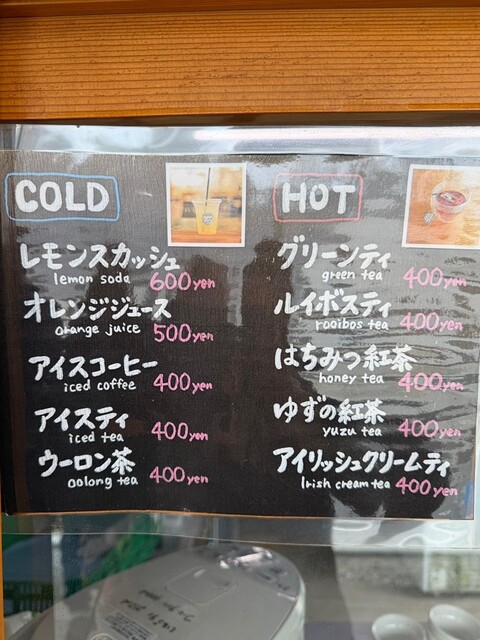 COLD
レモンスカッシュ
lemon soda 600yen
オレンジジュース
orange juice 500yen
アイスコーヒー
iced coffee 400yen
アイスティ
iced tea 400yen
ウーロン茶
oolong tea 400yen
HOT
グリーンティ
green tea 400yen
ルイボスティ
rooibos tea 400yen
はちみつ紅茶
honey tea 400yen
ゆずの紅茶
yuzu tea 400yen
アイリッシュクリームティ
Irish cream tea 400yen